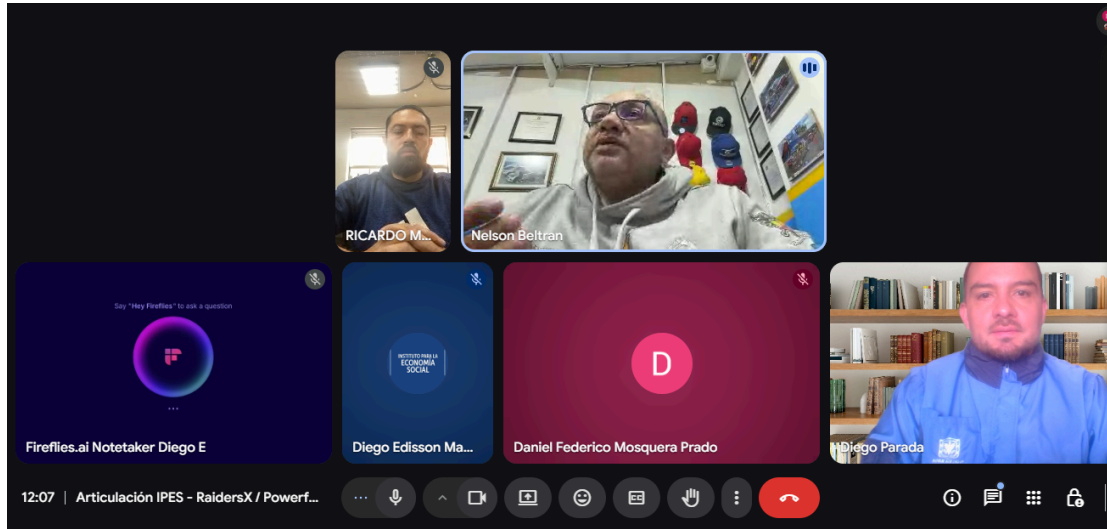 RICARDO M...
Nelson Beltran
Say "Hey Fireflies" to ask a question
Fireflies.ai Notetaker Diego E
INSTITUTO PARA LA
ECONOMÍA
SOCIAL
Diego Edisson Ma...
D
Daniel Federico Mosquera Prado
Diego Parada
12:07 | Articulación IPES - RaidersX / Powerf...
CC